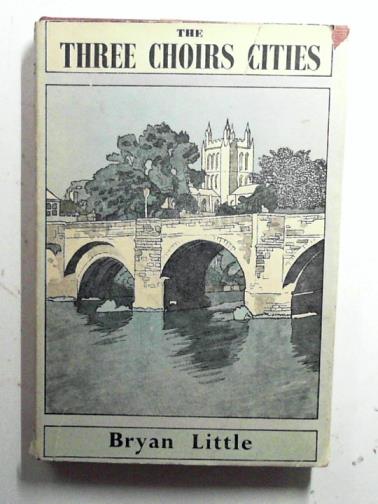 THE
THREE CHOIRS CITIES
Bryan Little